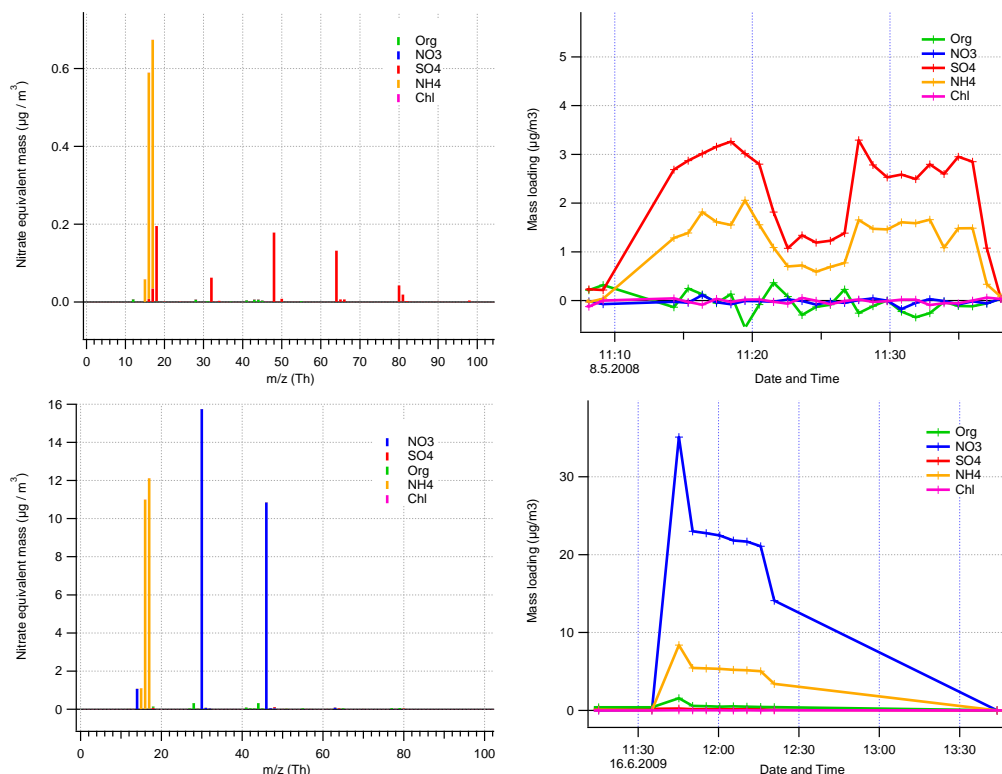 Nitrate equivalent mass (µg / m³)
0.6
0.4
0.2
0.0
Org
NO3
SO4
NH4
Chl
0 10 20 30 40 50 60 70 80 90 100
m/z (Th)
Mass loading (µg/m3)
5
4
3
2
1
0
Org
NO3
SO4
NH4
Chl
11:10 11:20 11:30
8.5.2008
Date and Time
Nitrate equivalent mass (µg / m³)
16
14
12
10
8
6
4
2
0
NO3
SO4
Org
NH4
Chl
0 20 40 60 80 100
m/z (Th)
Mass loading (µg/m3)
30
20
10
0
Org
NO3
SO4
NH4
Chl
11:30 12:00 12:30 13:00 13:30
16.6.2009
Date and Time